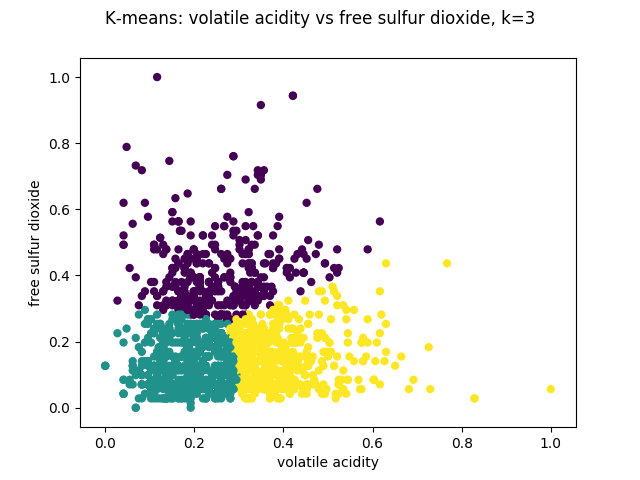 K-means: volatile acidity vs free sulfur dioxide, k=3
1.0
0.8
0.6
0.4
0.2
0.0
free sulfur dioxide
0.0 0.2 0.4 0.6 0.8 1.0
volatile acidity